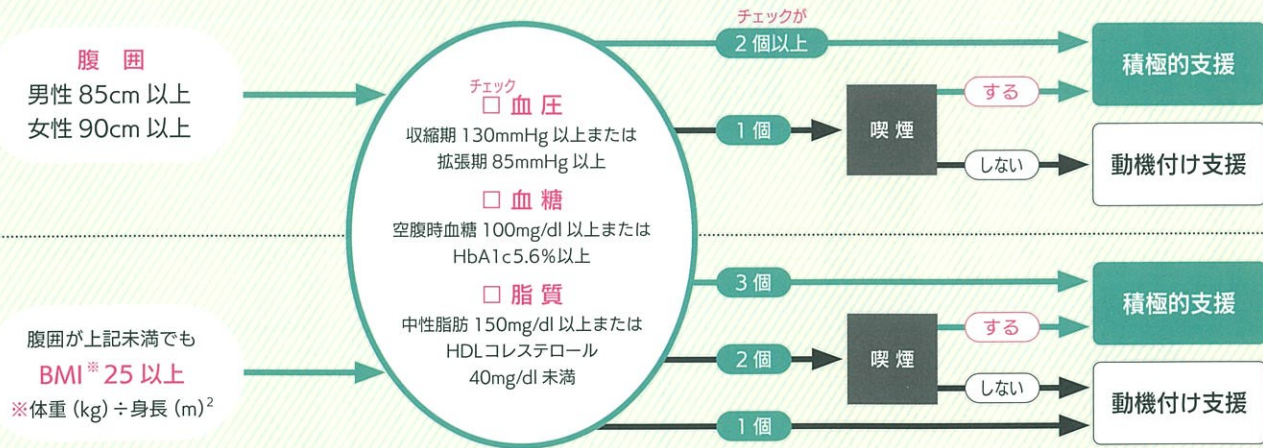 腹 囲
男性 85cm 以上
女性 90cm 以上
チェック
□ 血 圧
収縮期 130mmHg 以上または
拡張期 85mmHg 以上
□ 血 糖
空腹時血糖 100mg/dl 以上または
HbA1c5.6%以上
□ 脂 質
中性脂肪 150mg/dl 以上または
HDLコレステロール
40mg/dl 未満
チェックが
2 個以上
1 個
喫 煙
する
しない
積極的支援
動機付け支援
腹囲が上記未満でも
BMI※ 25 以上
※体重 (kg) ÷身長 (m)²
3 個
2 個
1 個
喫 煙
する
しない
積極的支援
動機付け支援